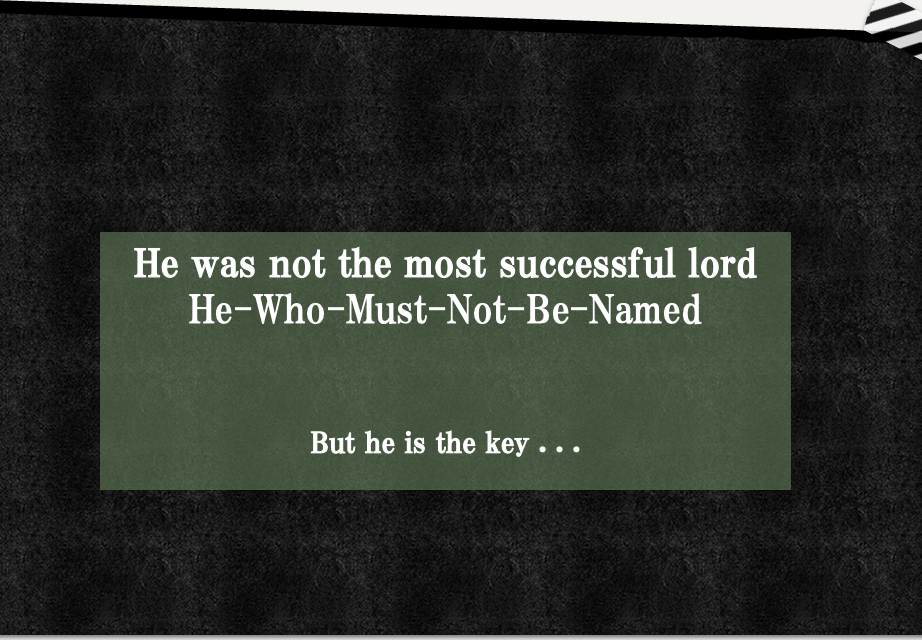 He was not the most successful lord
He-Who-Must-Not-Be-Named
But he is the key . . .